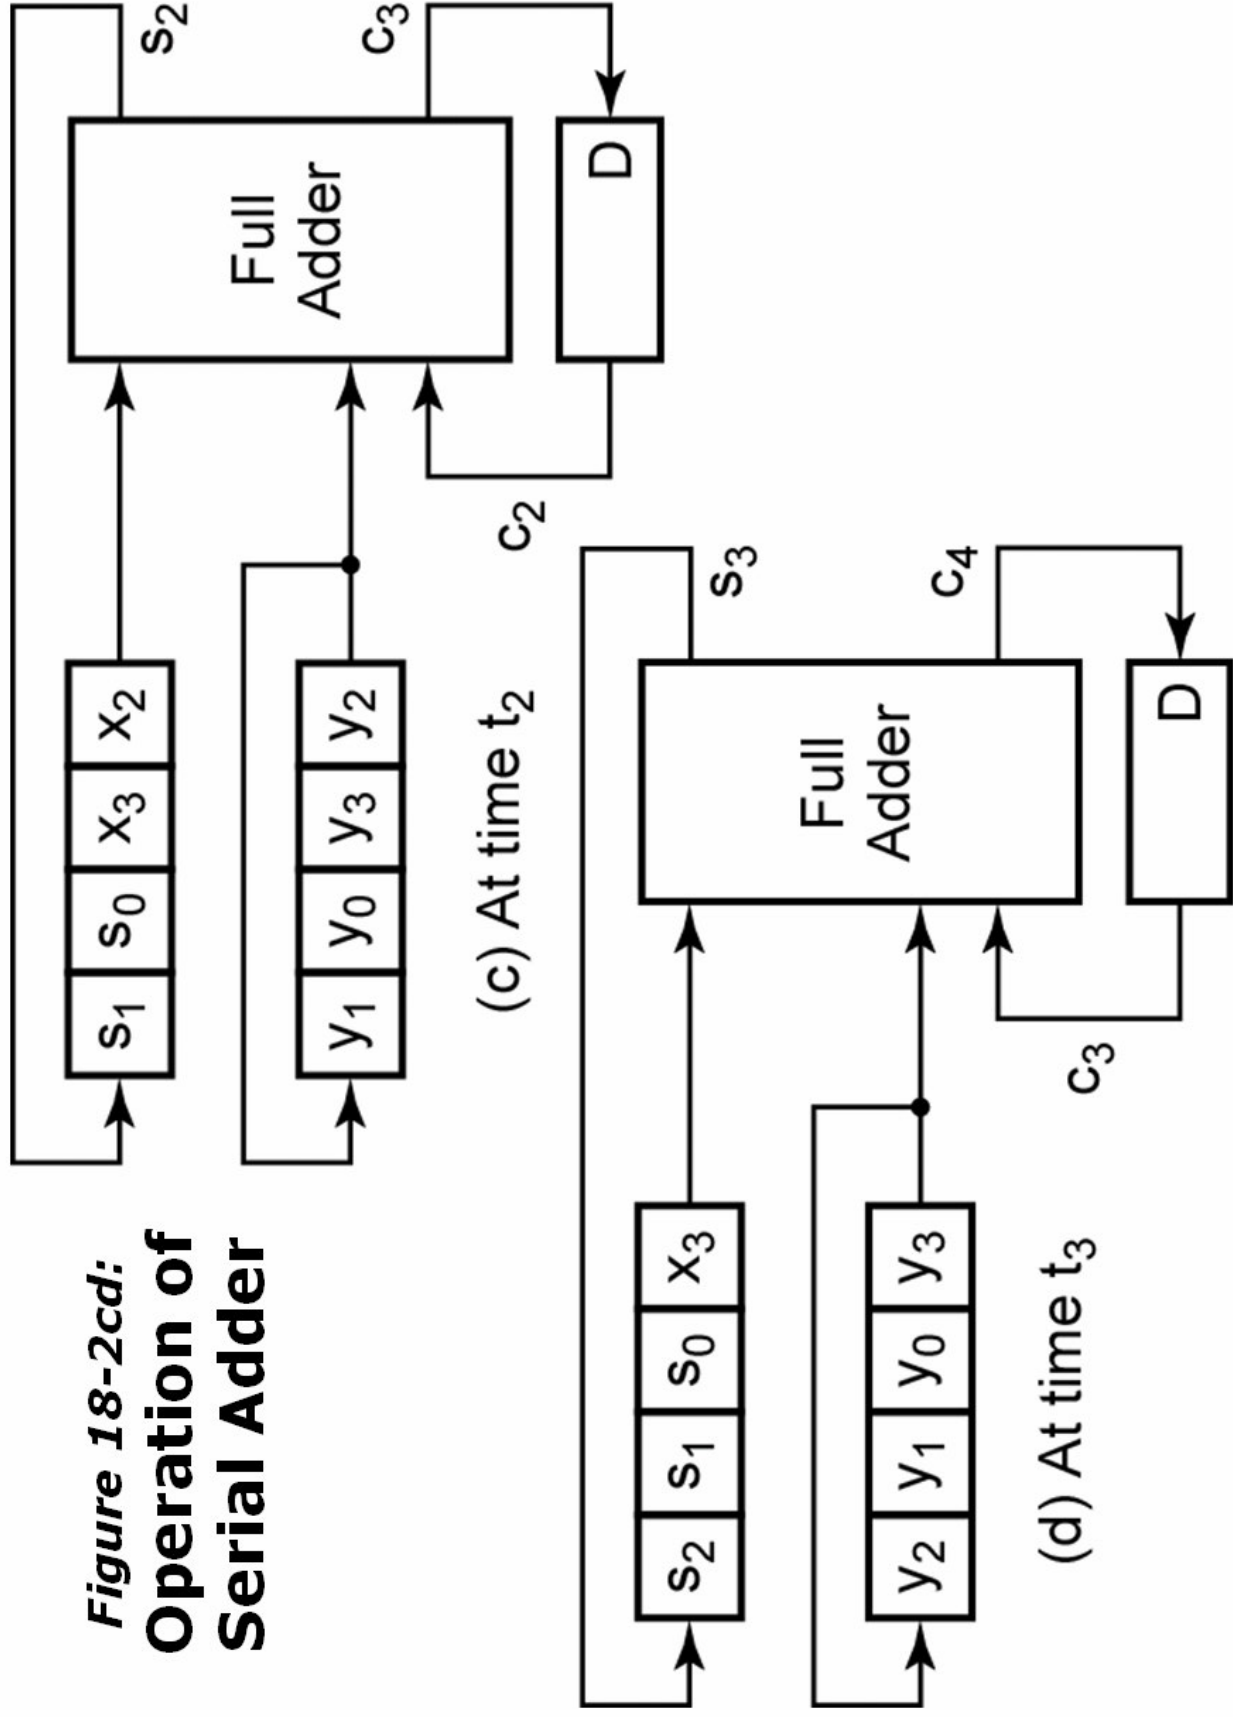 Figure 18-2cd:
Operation of
Serial Adder
s1 s0 x3 x2
y1 y0 y3 y2
Full
Adder
s2
c3
c2
D
(c) At time t2
s2 s1 s0 x3
y2 y1 y0 y3
Full
Adder
s3
c4
c3
D
(d) At time t3